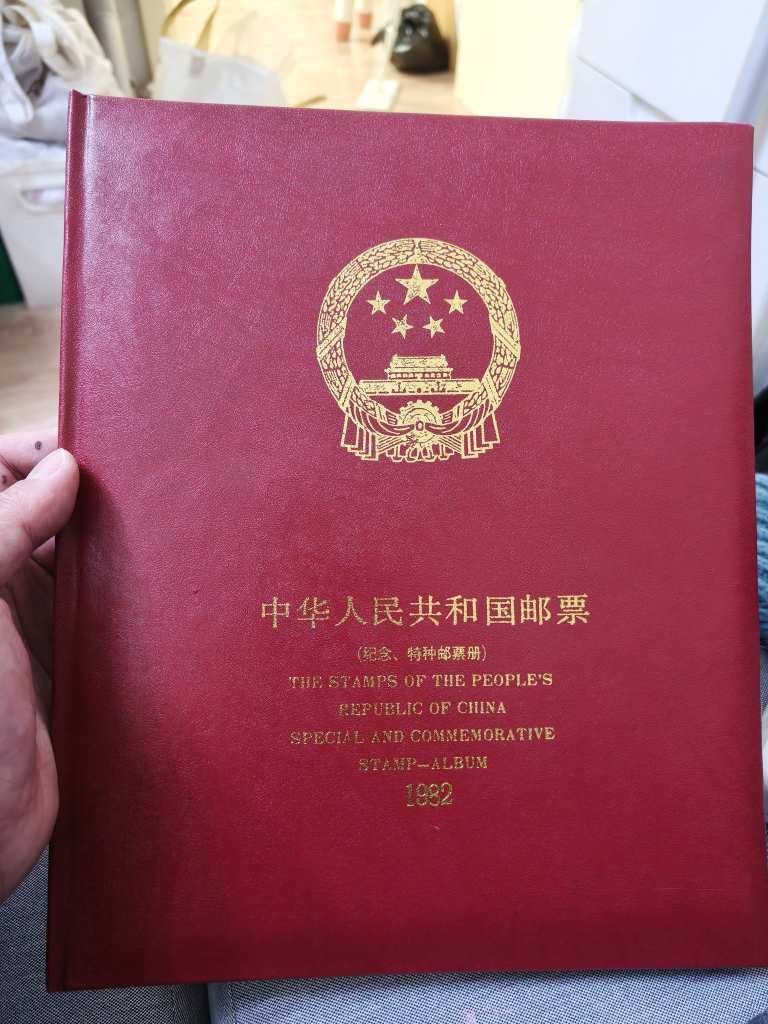 中华人民共和国邮票
(纪念、特种邮票册)
THE STAMPS OF THE PEOPLE'S
REPUBLIC OF CHINA
SPECIAL AND COMMEMORATIVE
STAMP-ALBUM
1982